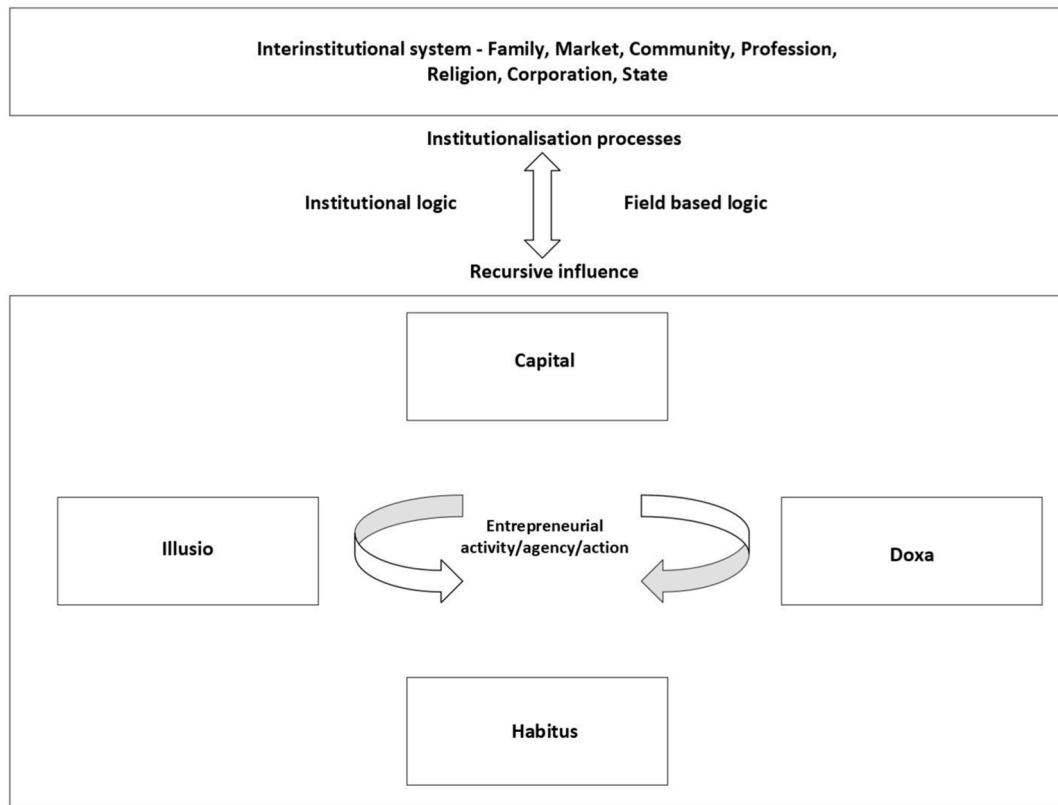 Interinstitutional system - Family, Market, Community, Profession,
Religion, Corporation, State
Institutionalisation processes
Institutional logic
Field based logic
Recursive influence
Capital
Illusio
Entrepreneurial
activity/agency/action
Doxa
Habitus